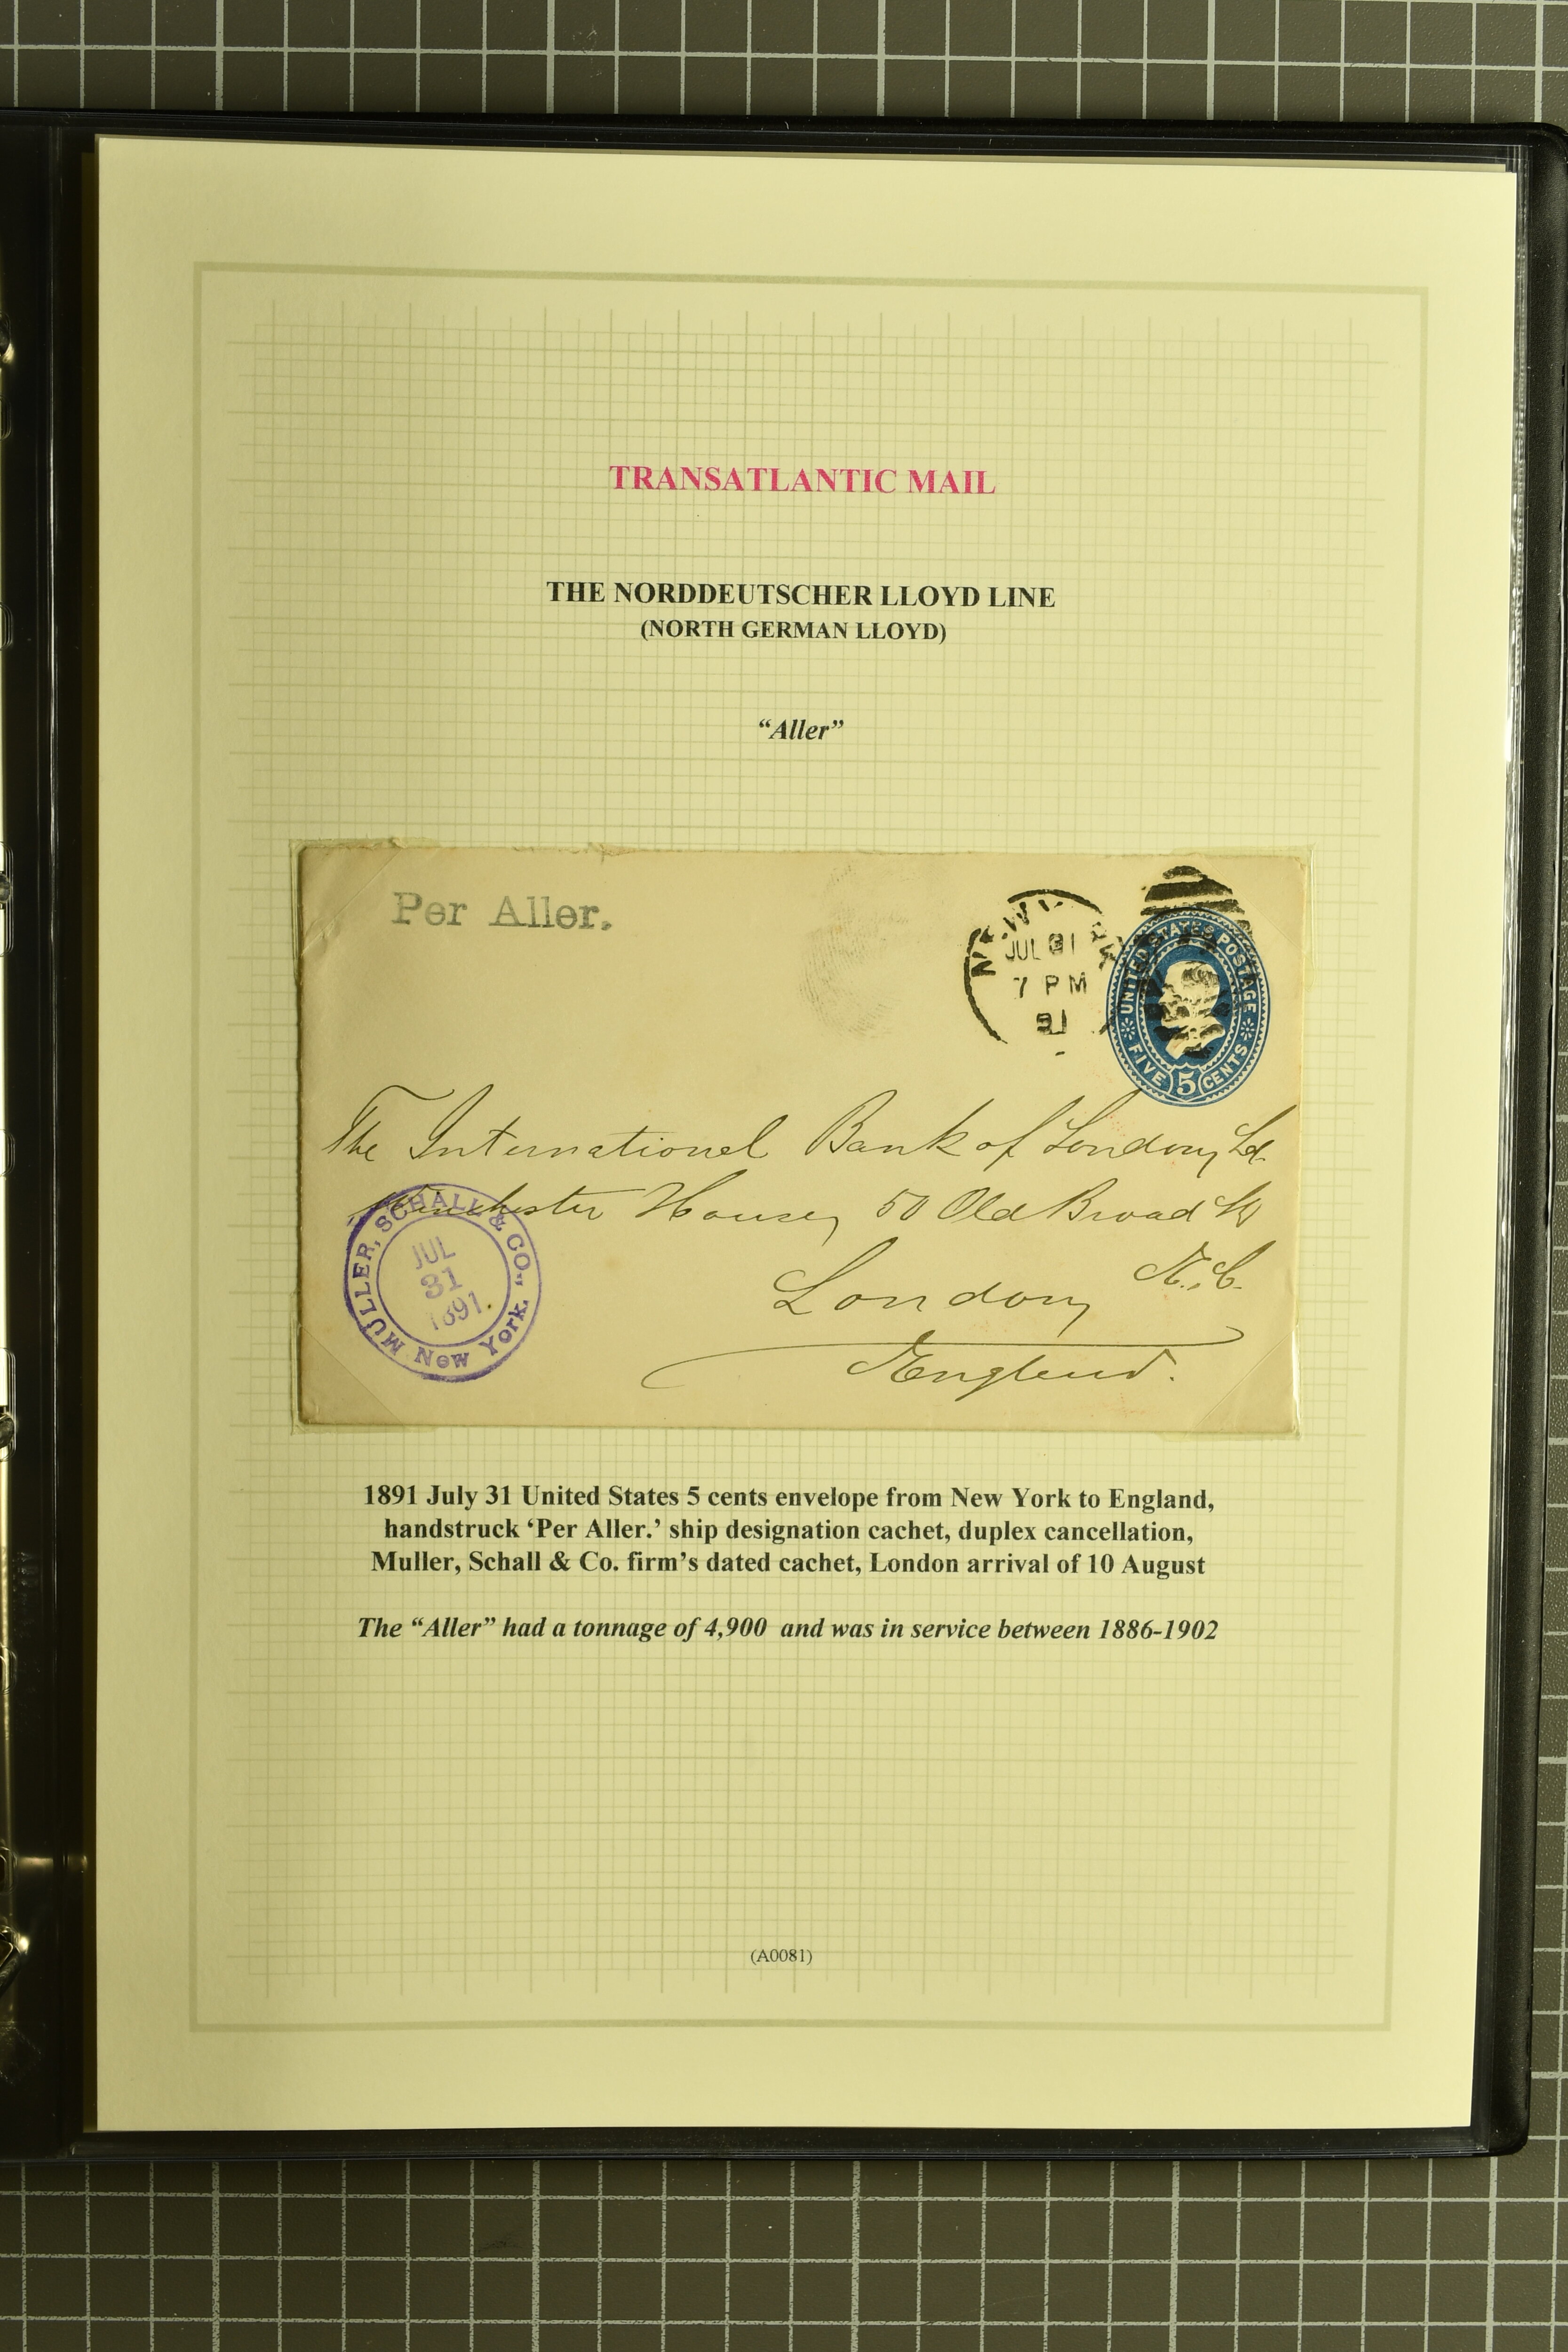 TRANSATLANTIC MAIL
THE NORDDEUTSCHER LLOYD LINE
(NORTH GERMAN LLOYD)
“Aller”
Per Aller.
JUL 31
7 PM
91
UNITED STATES POSTAGE
FIVE 5 CENTS
The International Bank of London, Ld.
Winchester House, 50 Old Broad St
E.C.
London
England.
MULLER, SCHALL & CO.,
New York.
JUL
31
1891.
1891 July 31 United States 5 cents envelope from New York to England,
handstruck ‘Per Aller.’ ship designation cachet, duplex cancellation,
Muller, Schall & Co. firm’s dated cachet, London arrival of 10 August
The “Aller” had a tonnage of 4,900 and was in service between 1886-1902
(A0081)